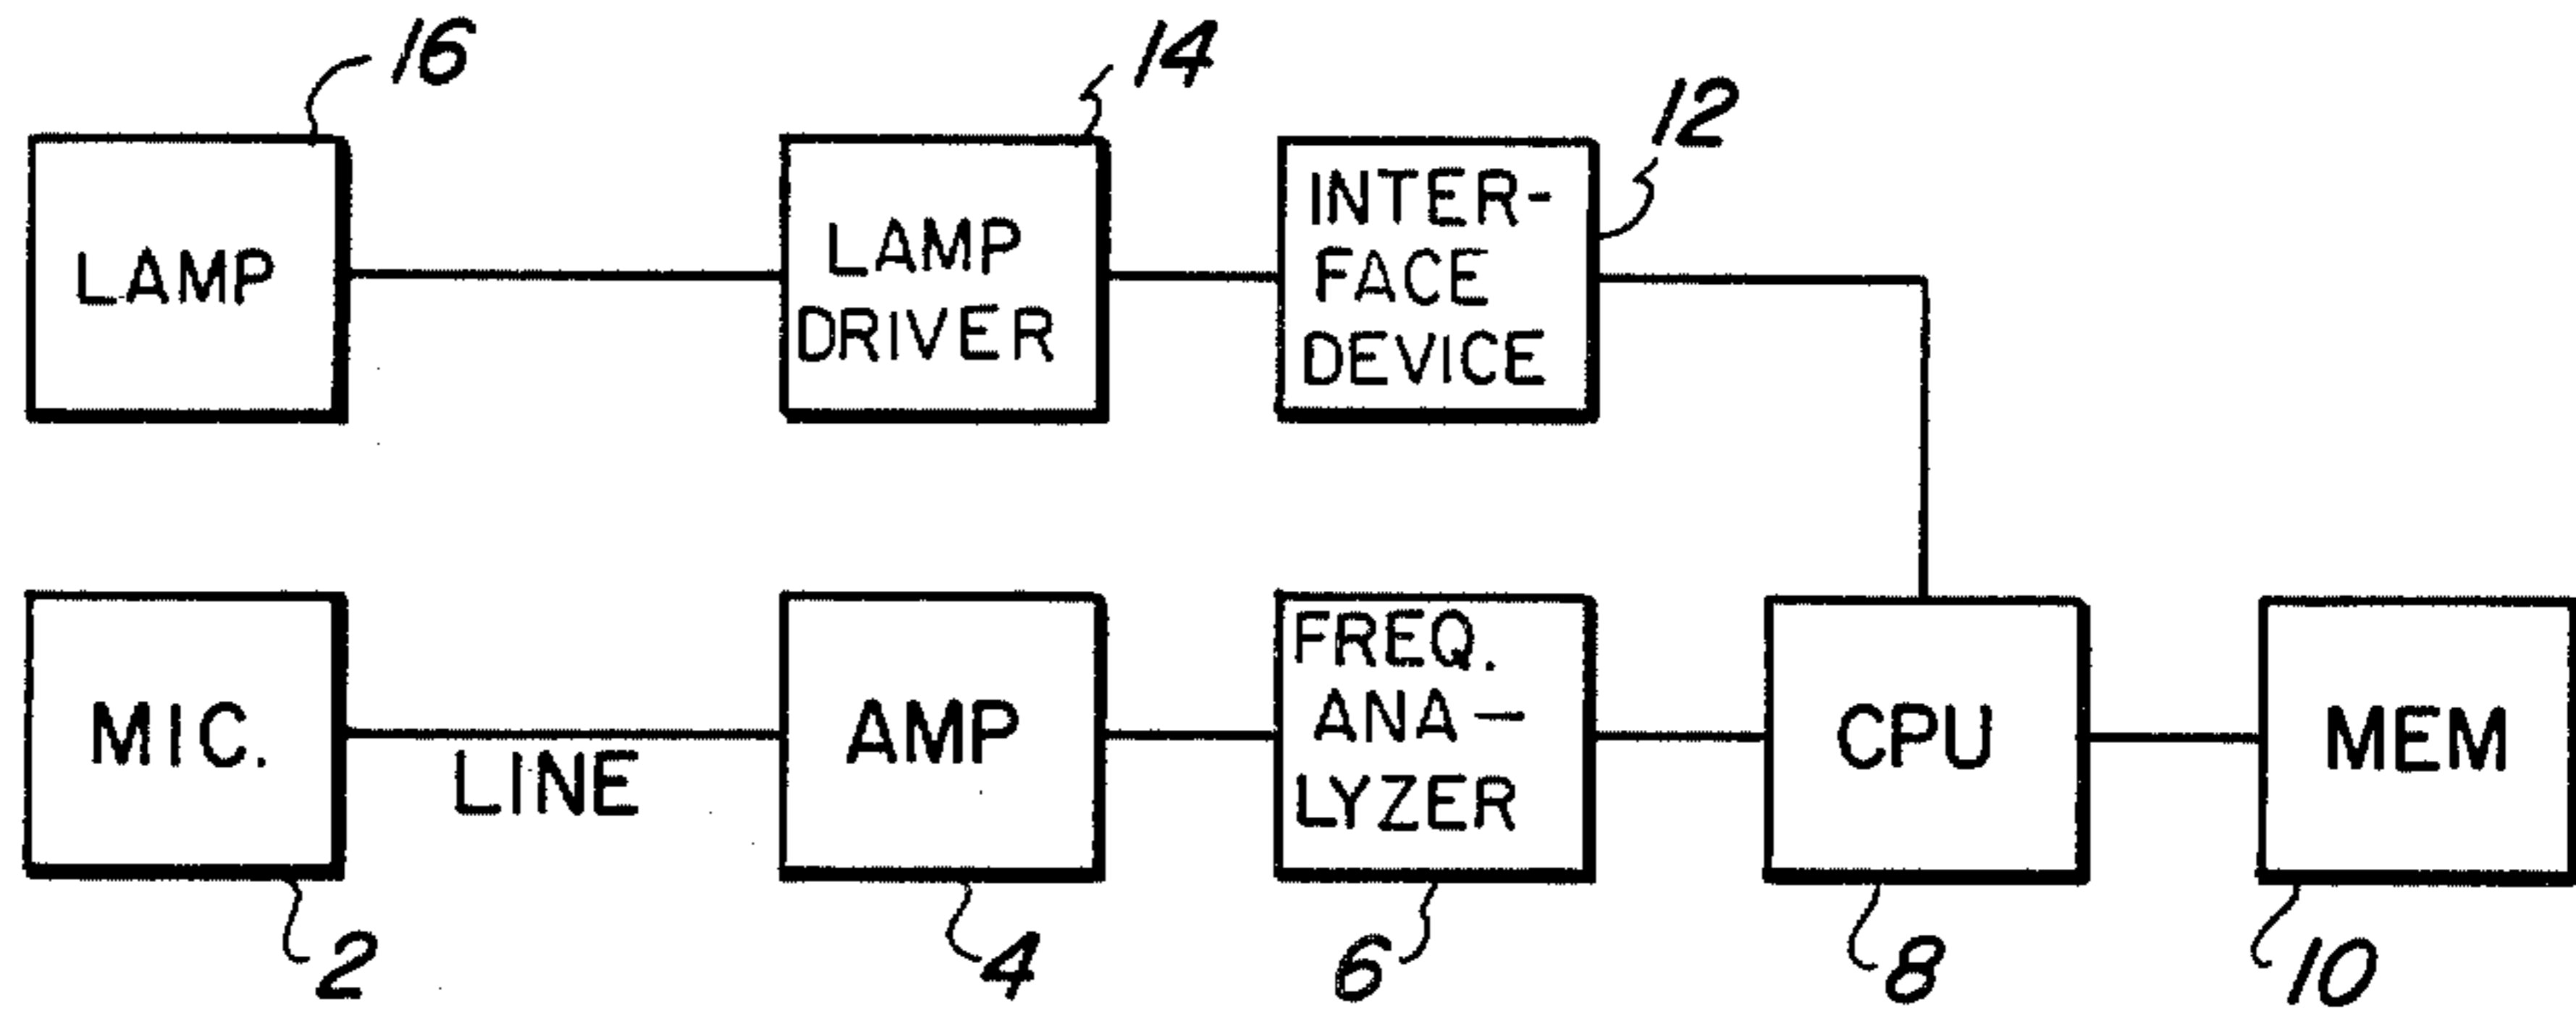 16
14
12
LAMP
LAMP
DRIVER
INTER-
FACE
DEVICE
MIC.
LINE
AMP
FREQ.
ANA-
LYZER
CPU
MEM
2
4
6
8
10